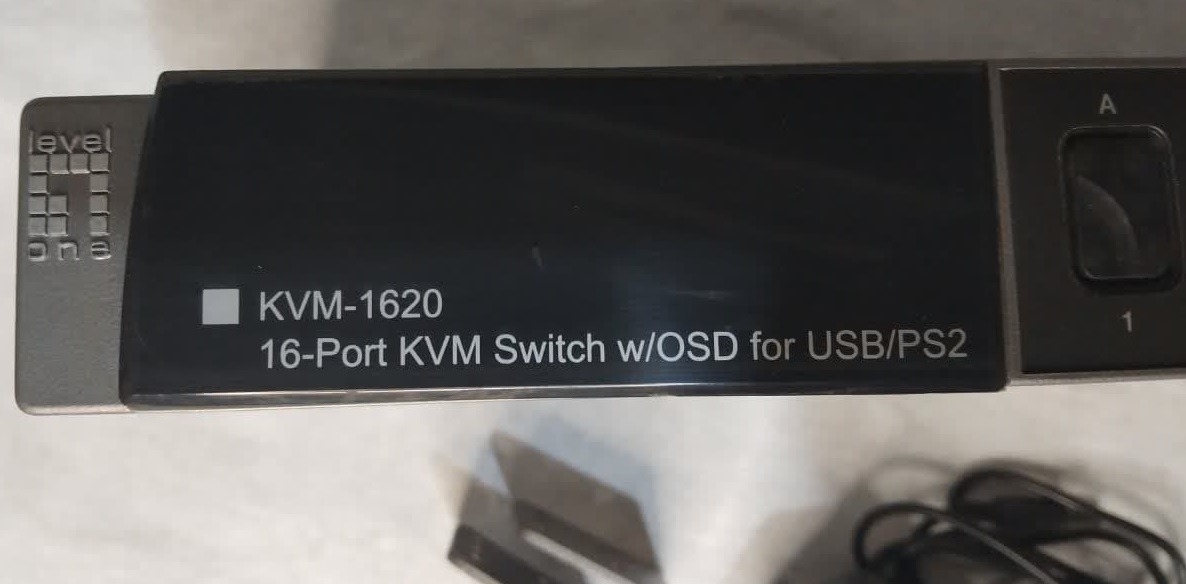 level
one
KVM-1620
16-Port KVM Switch w/OSD for USB/PS2
A
1